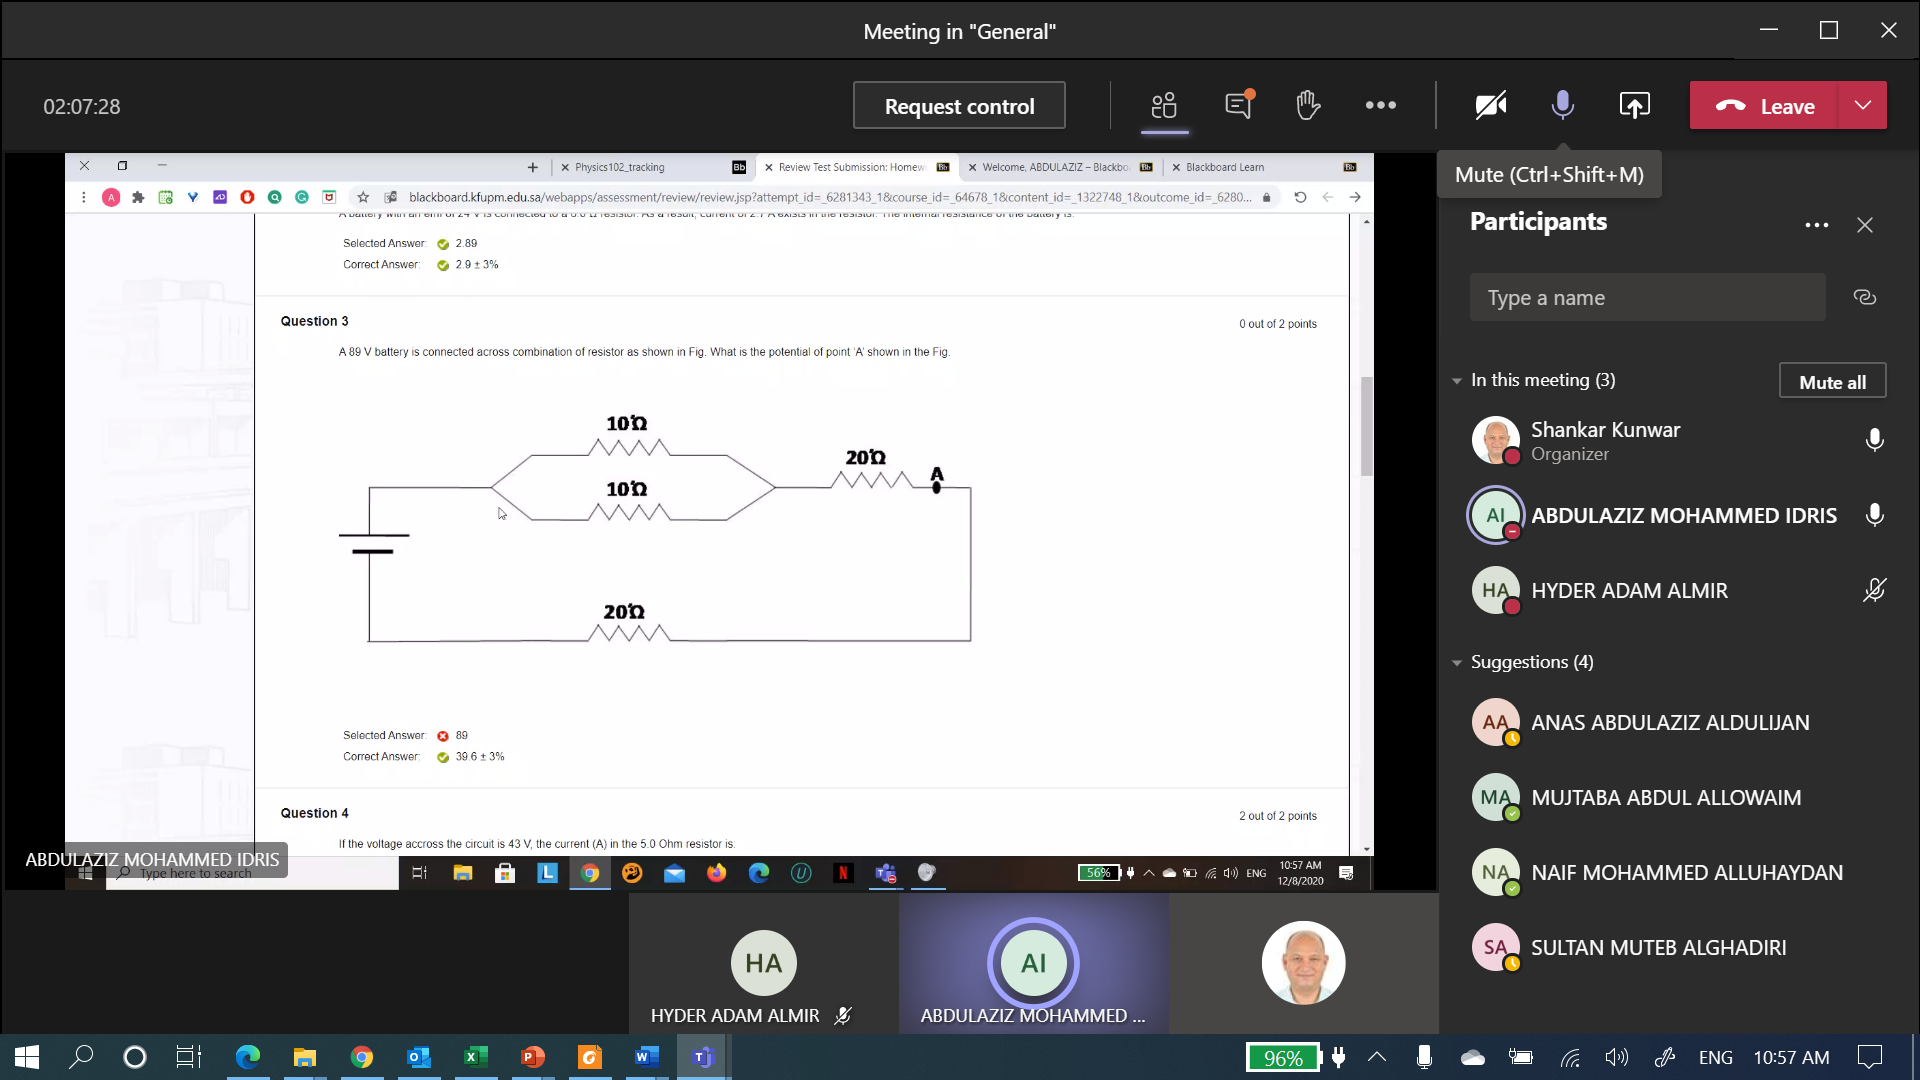 Meeting in "General"
02:07:28
Request control
Leave
Mute (Ctrl+Shift+M)
Physics102_tracking
Review Test Submission: Homew
Welcome, ABDULAZIZ – Blackbo
Blackboard Learn
blackboard.kfupm.edu.sa/webapps/assessment/review/review.jsp?attempt_id=_6281343_1&course_id=_64678_1&content_id=_1322748_1&outcome_id=_6280...
Selected Answer: 2.89
Correct Answer: 2.9 ± 3%
Question 3
0 out of 2 points
A 89 V battery is connected across combination of resistor as shown in Fig. What is the potential of point 'A' shown in the Fig.
10Ω
20Ω
A
10Ω
20Ω
Selected Answer: 89
Correct Answer: 39.6 ± 3%
Question 4
2 out of 2 points
If the voltage accross the circuit is 43 V, the current (A) in the 5.0 Ohm resistor is:
ABDULAZIZ MOHAMMED IDRIS
Type here to search
56%
ENG
10:57 AM
12/8/2020
Participants
Type a name
In this meeting (3)
Mute all
Shankar Kunwar
Organizer
AI
ABDULAZIZ MOHAMMED IDRIS
HA
HYDER ADAM ALMIR
Suggestions (4)
AA
ANAS ABDULAZIZ ALDULIJAN
MA
MUJTABA ABDUL ALLOWAIM
NA
NAIF MOHAMMED ALLUHAYDAN
SA
SULTAN MUTEB ALGHADIRI
HA
HYDER ADAM ALMIR
AI
ABDULAZIZ MOHAMMED ...
96%
ENG
10:57 AM